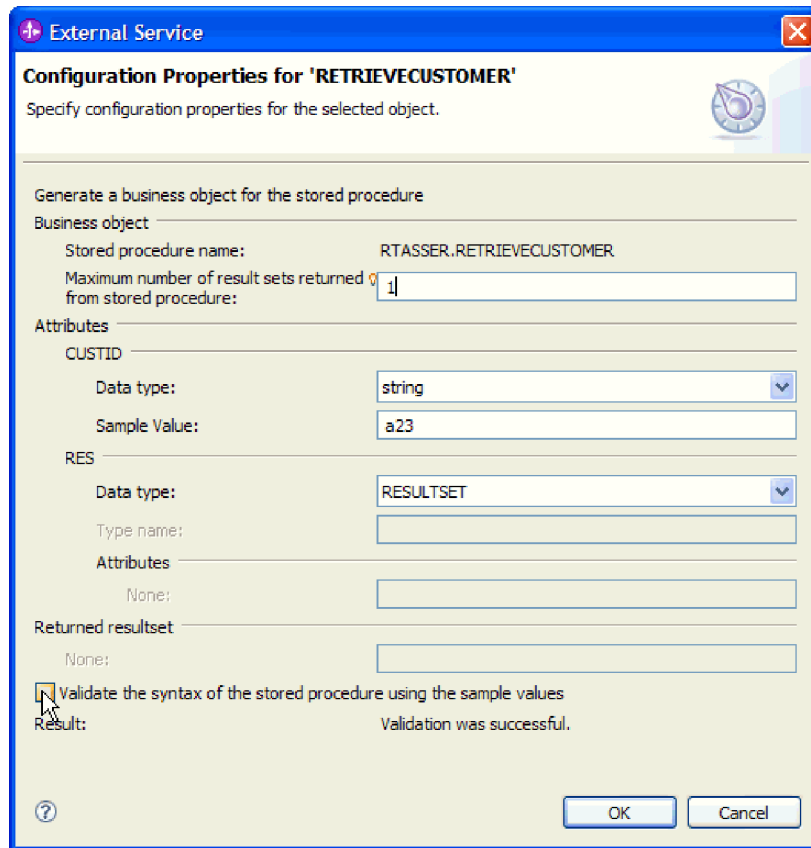 External Service
Configuration Properties for 'RETRIEVECUSTOMER'
Specify configuration properties for the selected object.
Generate a business object for the stored procedure
Business object
Stored procedure name: RTASSER.RETRIEVECUSTOMER
Maximum number of result sets returned
from stored procedure: 1
Attributes
CUSTID
Data type: string
Sample Value: a23
RES
Data type: RESULTSET
Type name:
Attributes
None:
Returned resultset
None:
Validate the syntax of the stored procedure using the sample values
Result: Validation was successful.
? OK Cancel